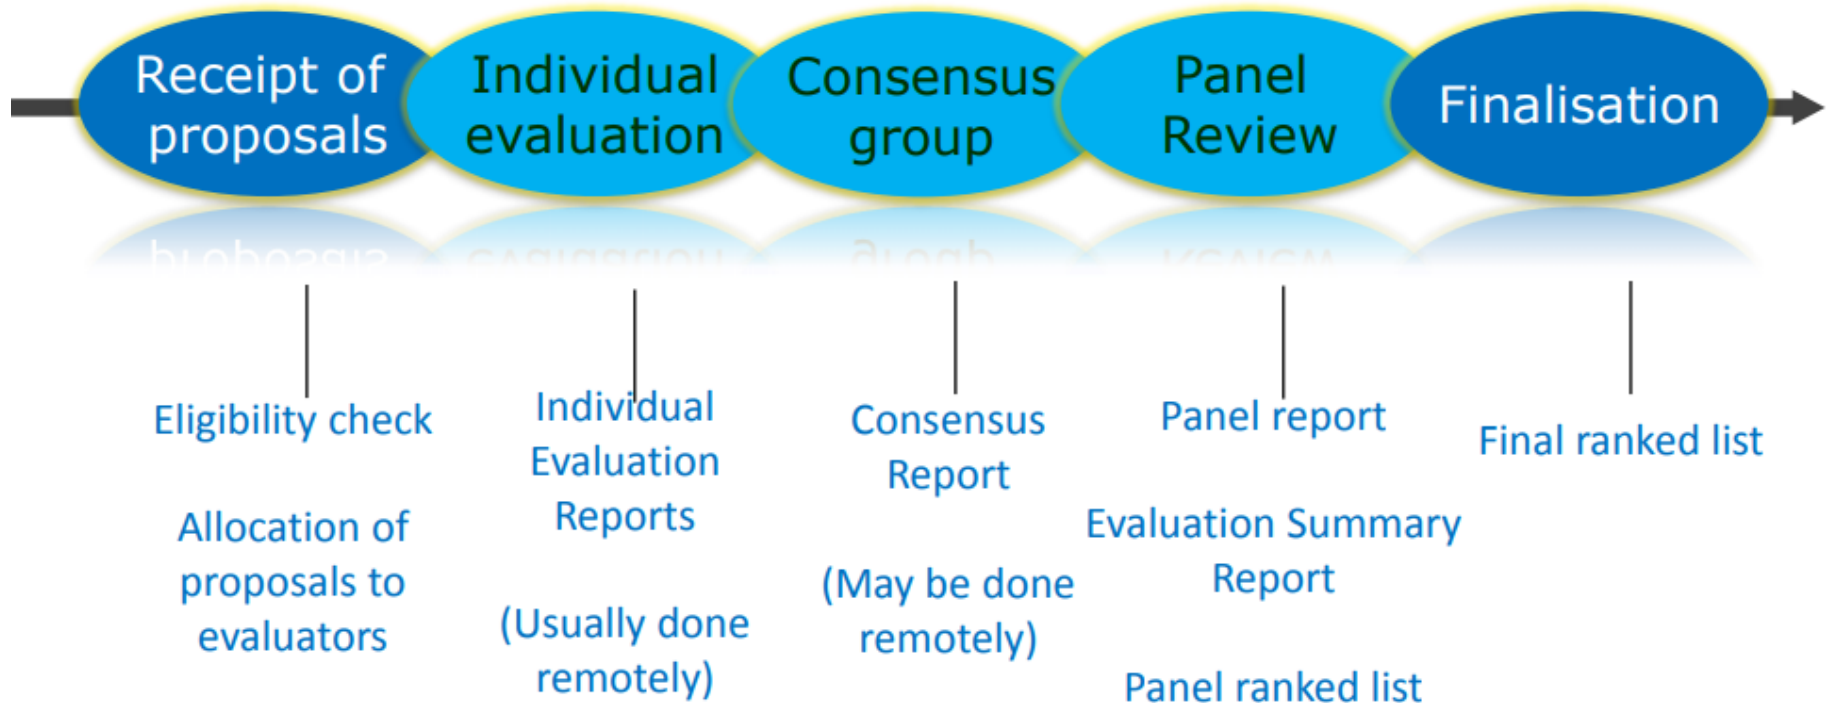 Receipt of
proposals
Individual
evaluation
Consensus
group
Panel
Review
Finalisation
Eligibility check
Allocation of
proposals to
evaluators
Individual
Evaluation
Reports
(Usually done
remotely)
Consensus
Report
(May be done
remotely)
Panel report
Evaluation Summary
Report
Panel ranked list
Final ranked list